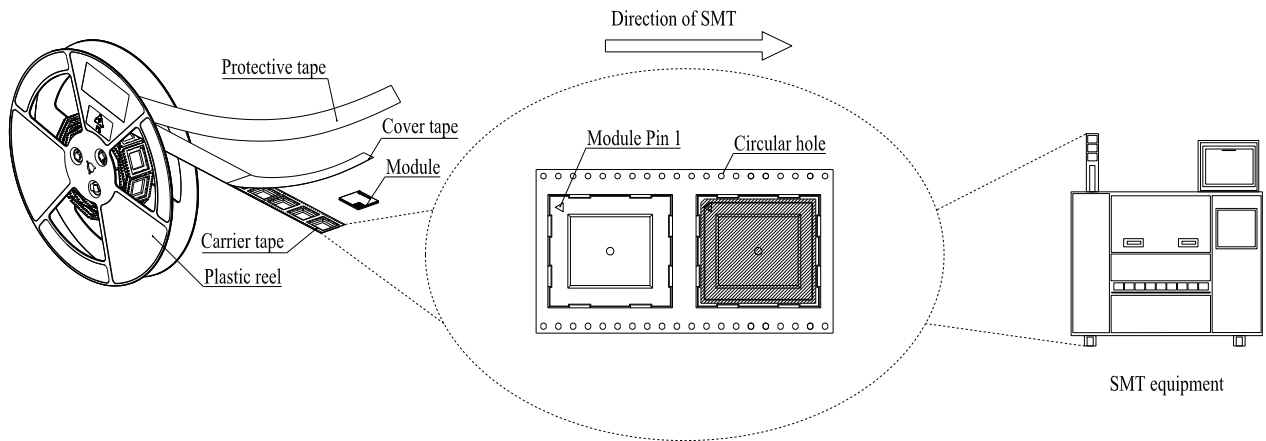 Direction of SMT
Protective tape
Cover tape
Module
Carrier tape
Plastic reel
Module Pin 1
Circular hole
SMT equipment